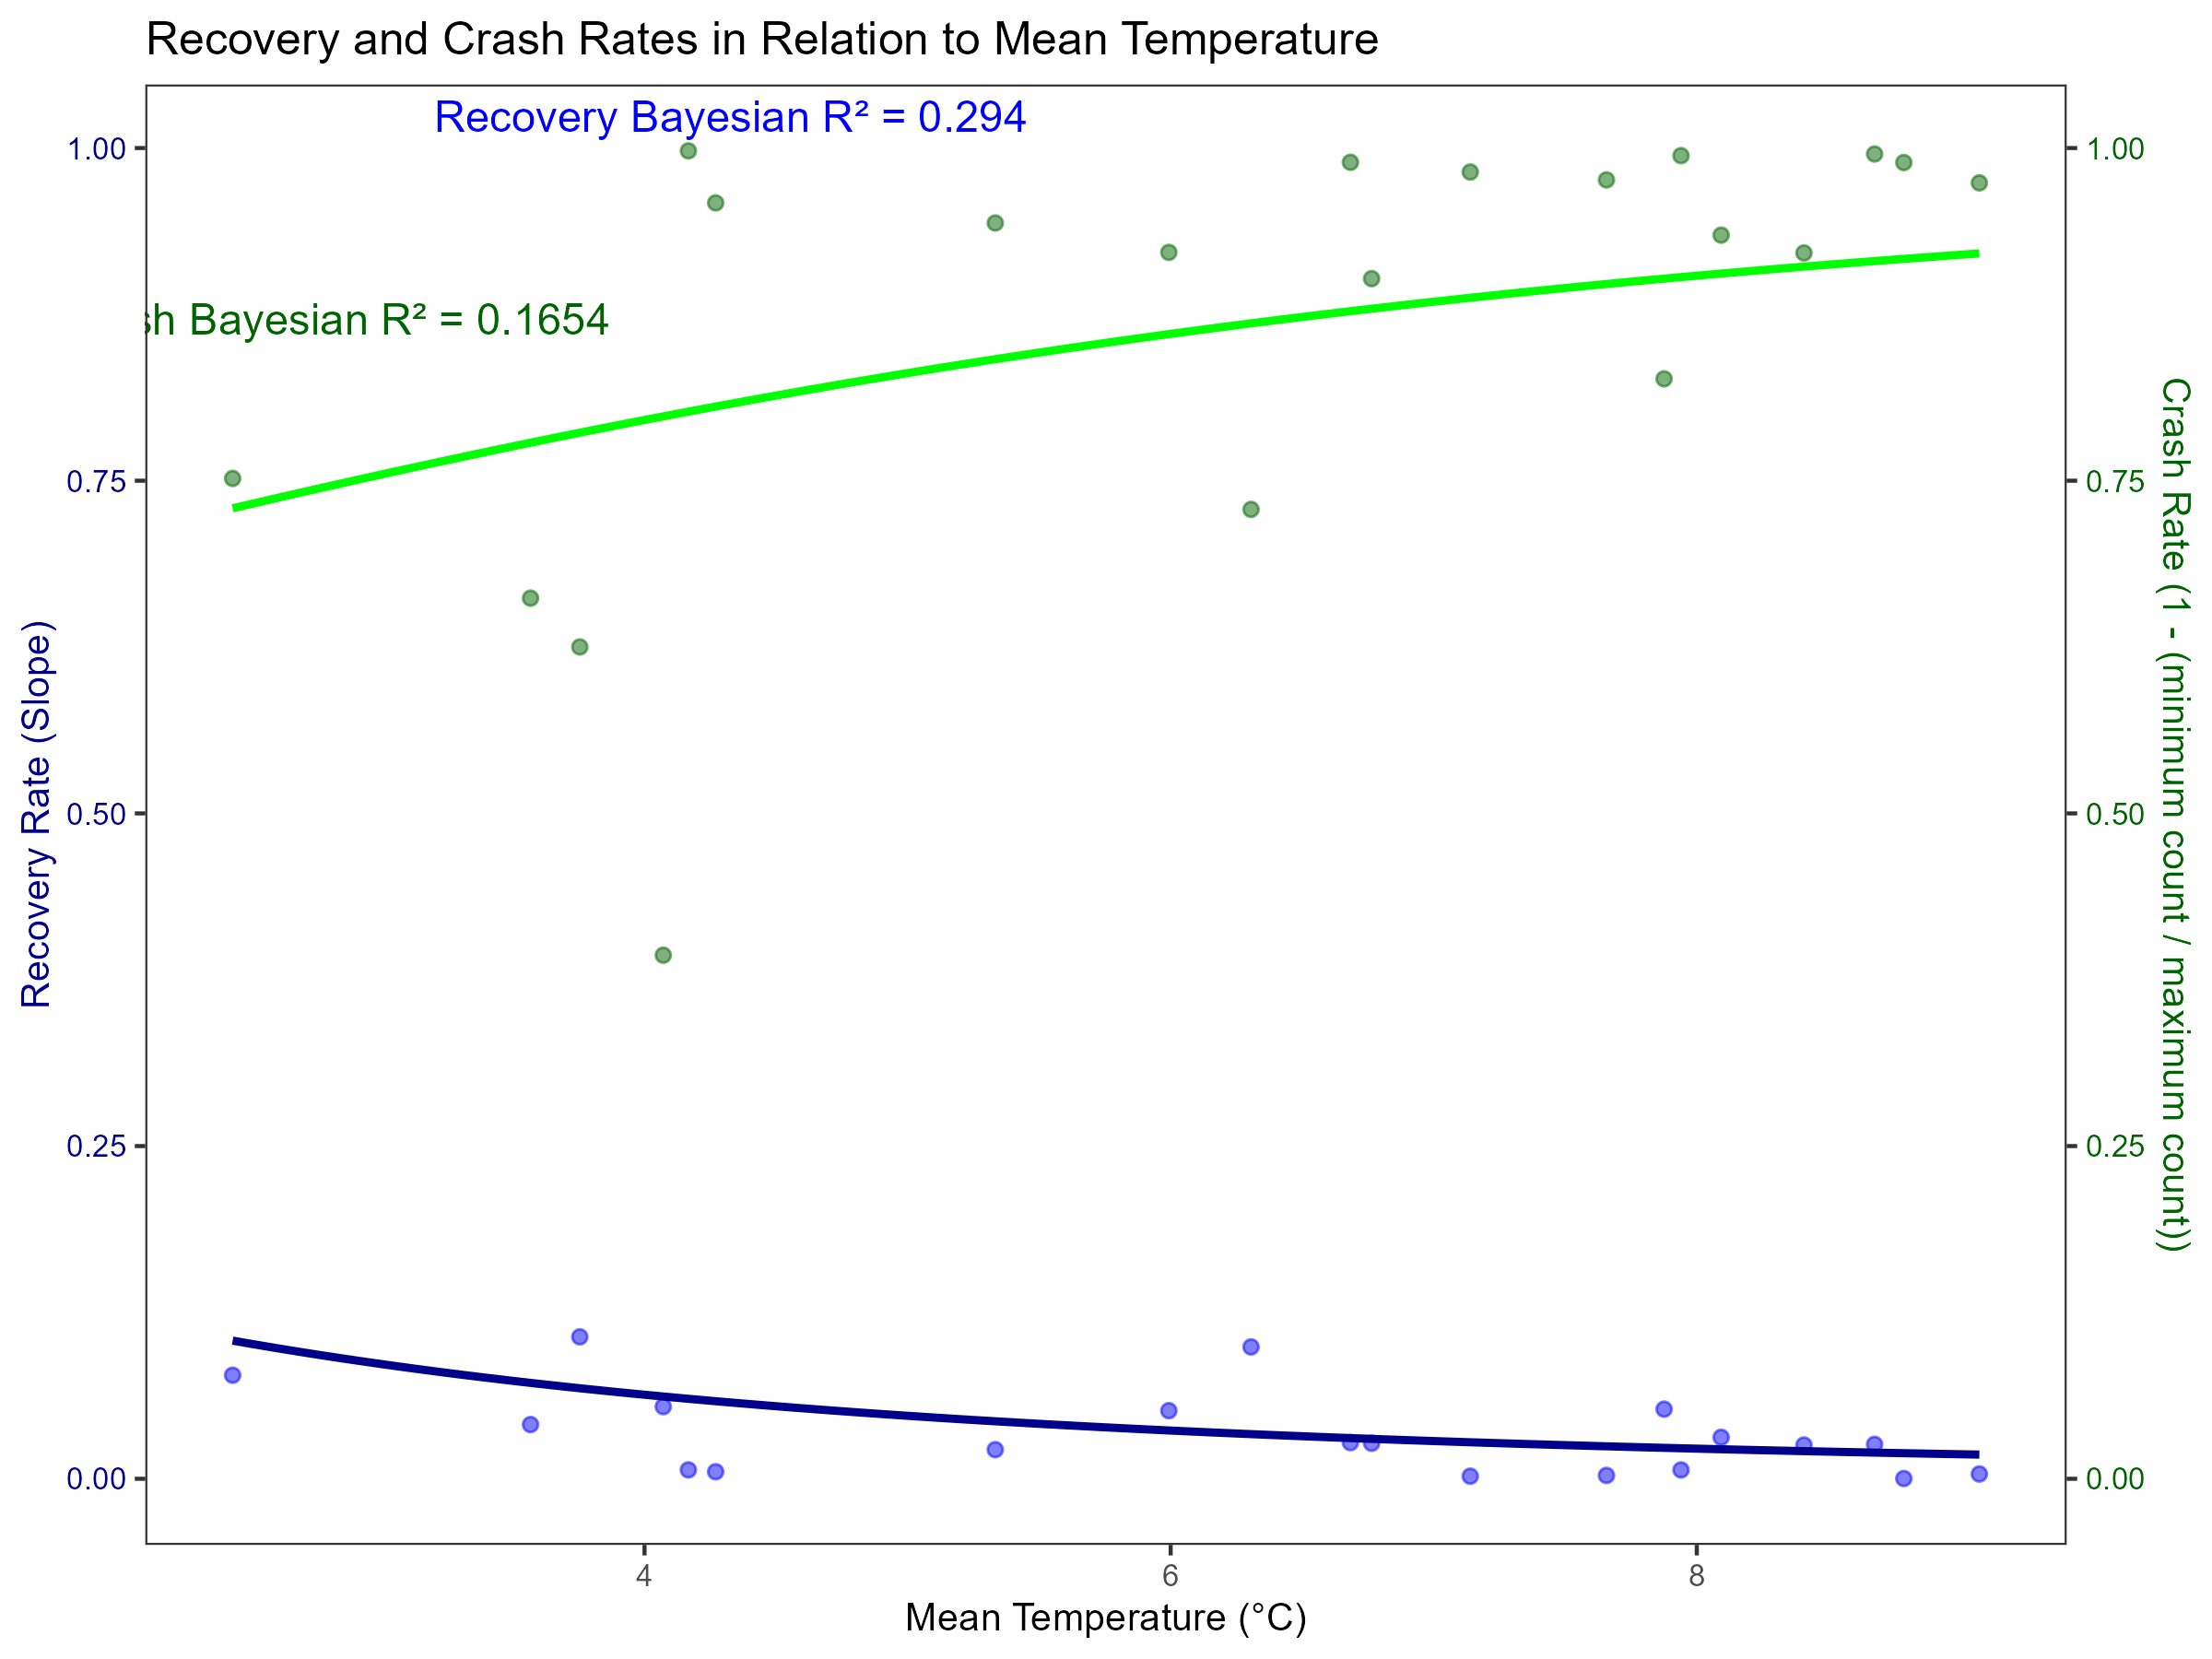 Recovery and Crash Rates in Relation to Mean Temperature
Recovery Bayesian R² = 0.294
sh Bayesian R² = 0.1654
1.00
0.75
0.50
0.25
0.00
Recovery Rate (Slope)
1.00
0.75
0.50
0.25
0.00
Crash Rate (1 - (minimum count / maximum count))
4
6
8
Mean Temperature (°C)